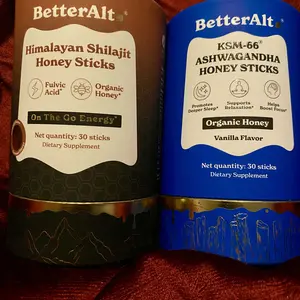 BetterAlt®
Himalayan Shilajit
Honey Sticks
Fulvic
Acid*
Organic
Honey*
On The Go Energy*
Net quantity: 30 sticks
Dietary Supplement
BetterAlt®
KSM-66®
ASHWAGANDHA
HONEY STICKS
Promotes
Deeper Sleep*
Supports
Relaxation*
Helps
Boost Focus*
Organic Honey
Vanilla Flavor
Net quantity: 30 sticks
Dietary Supplement